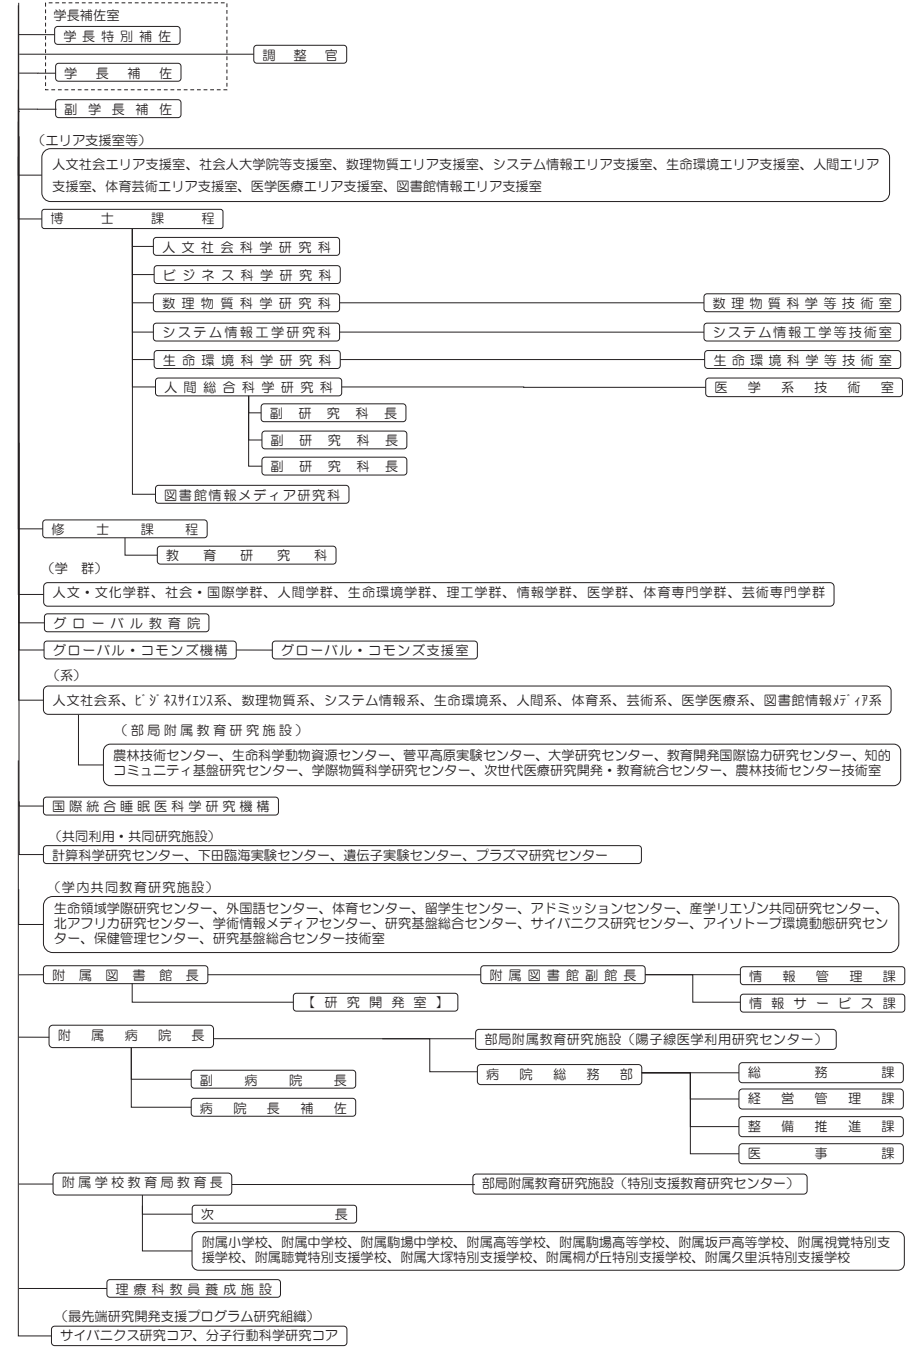 学長補佐室
学長特別補佐
調整官
学長補佐
副学長補佐
（エリア支援室等）
人文社会エリア支援室、社会人大学院等支援室、数理物質エリア支援室、システム情報エリア支援室、生命環境エリア支援室、人間エリア
支援室、体育芸術エリア支援室、医学医療エリア支援室、図書館情報エリア支援室
博士課程
人文社会科学研究科
ビジネス科学研究科
数理物質科学研究科
数理物質科学等技術室
システム情報工学研究科
システム情報工学等技術室
生命環境科学研究科
生命環境科学等技術室
人間総合科学研究科
医学系技術室
副研究科長
副研究科長
副研究科長
図書館情報メディア研究科
修士課程
教育研究科
（学　群）
人文・文化学群、社会・国際学群、人間学群、生命環境学群、理工学群、情報学群、医学群、体育専門学群、芸術専門学群
グローバル教育院
グローバル・コモンズ機構
グローバル・コモンズ支援室
（系）
人文社会系、ﾋﾞｼﾞﾈｽｻｲｴﾝｽ系、数理物質系、システム情報系、生命環境系、人間系、体育系、芸術系、医学医療系、図書館情報ﾒﾃﾞｨｱ系
（部局附属教育研究施設）
農林技術センター、生命科学動物資源センター、菅平高原実験センター、大学研究センター、教育開発国際協力研究センター、知的
コミュニティ基盤研究センター、学際物質科学研究センター、次世代医療研究開発・教育統合センター、農林技術センター技術室
国際統合睡眠医科学研究機構
（共同利用・共同研究施設）
計算科学研究センター、下田臨海実験センター、遺伝子実験センター、プラズマ研究センター
（学内共同教育研究施設）
生命領域学際研究センター、外国語センター、体育センター、留学生センター、アドミッションセンター、産学リエゾン共同研究センター、
北アフリカ研究センター、学術情報メディアセンター、研究基盤総合センター、サイバニクス研究センター、アイソトープ環境動態研究セン
ター、保健管理センター、研究基盤総合センター技術室
附属図書館長
附属図書館副館長
情報管理課
【研究開発室】
情報サービス課
附属病院長
部局附属教育研究施設（陽子線医学利用研究センター）
副病院長
病院総務部
総務課
病院長補佐
経営管理課
整備推進課
医事課
附属学校教育局教育長
部局附属教育研究施設（特別支援教育研究センター）
次長
附属小学校、附属中学校、附属駒場中学校、附属高等学校、附属駒場高等学校、附属坂戸高等学校、附属視覚特別支
援学校、附属聴覚特別支援学校、附属大塚特別支援学校、附属桐が丘特別支援学校、附属久里浜特別支援学校
理療科教員養成施設
（最先端研究開発支援プログラム研究組織）
サイバニクス研究コア、分子行動科学研究コア